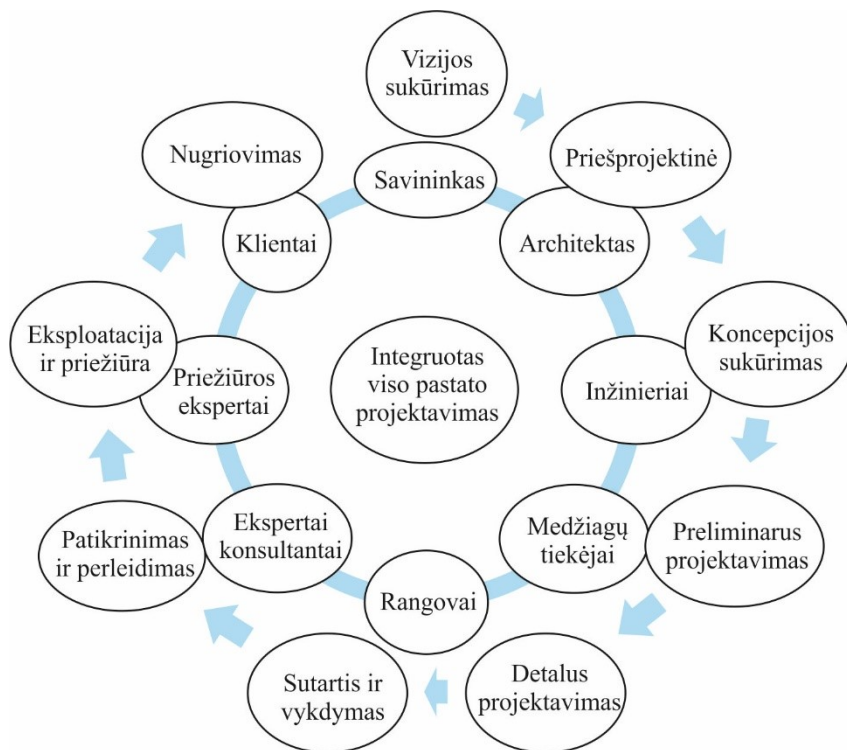 Vizijos
sukūrimas
Priešprojektinė
Koncepcijos
sukūrimas
Preliminarus
projektavimas
Detalus
projektavimas
Sutartis ir
vykdymas
Patikrinimas
ir perleidimas
Eksploatacija
ir priežiūra
Nugriovimas
Savininkas
Architektas
Inžinieriai
Medžiagų
tiekėjai
Rangovai
Ekspertai
konsultantai
Priežiūros
ekspertai
Klientai
Integruotas
viso pastato
projektavimas